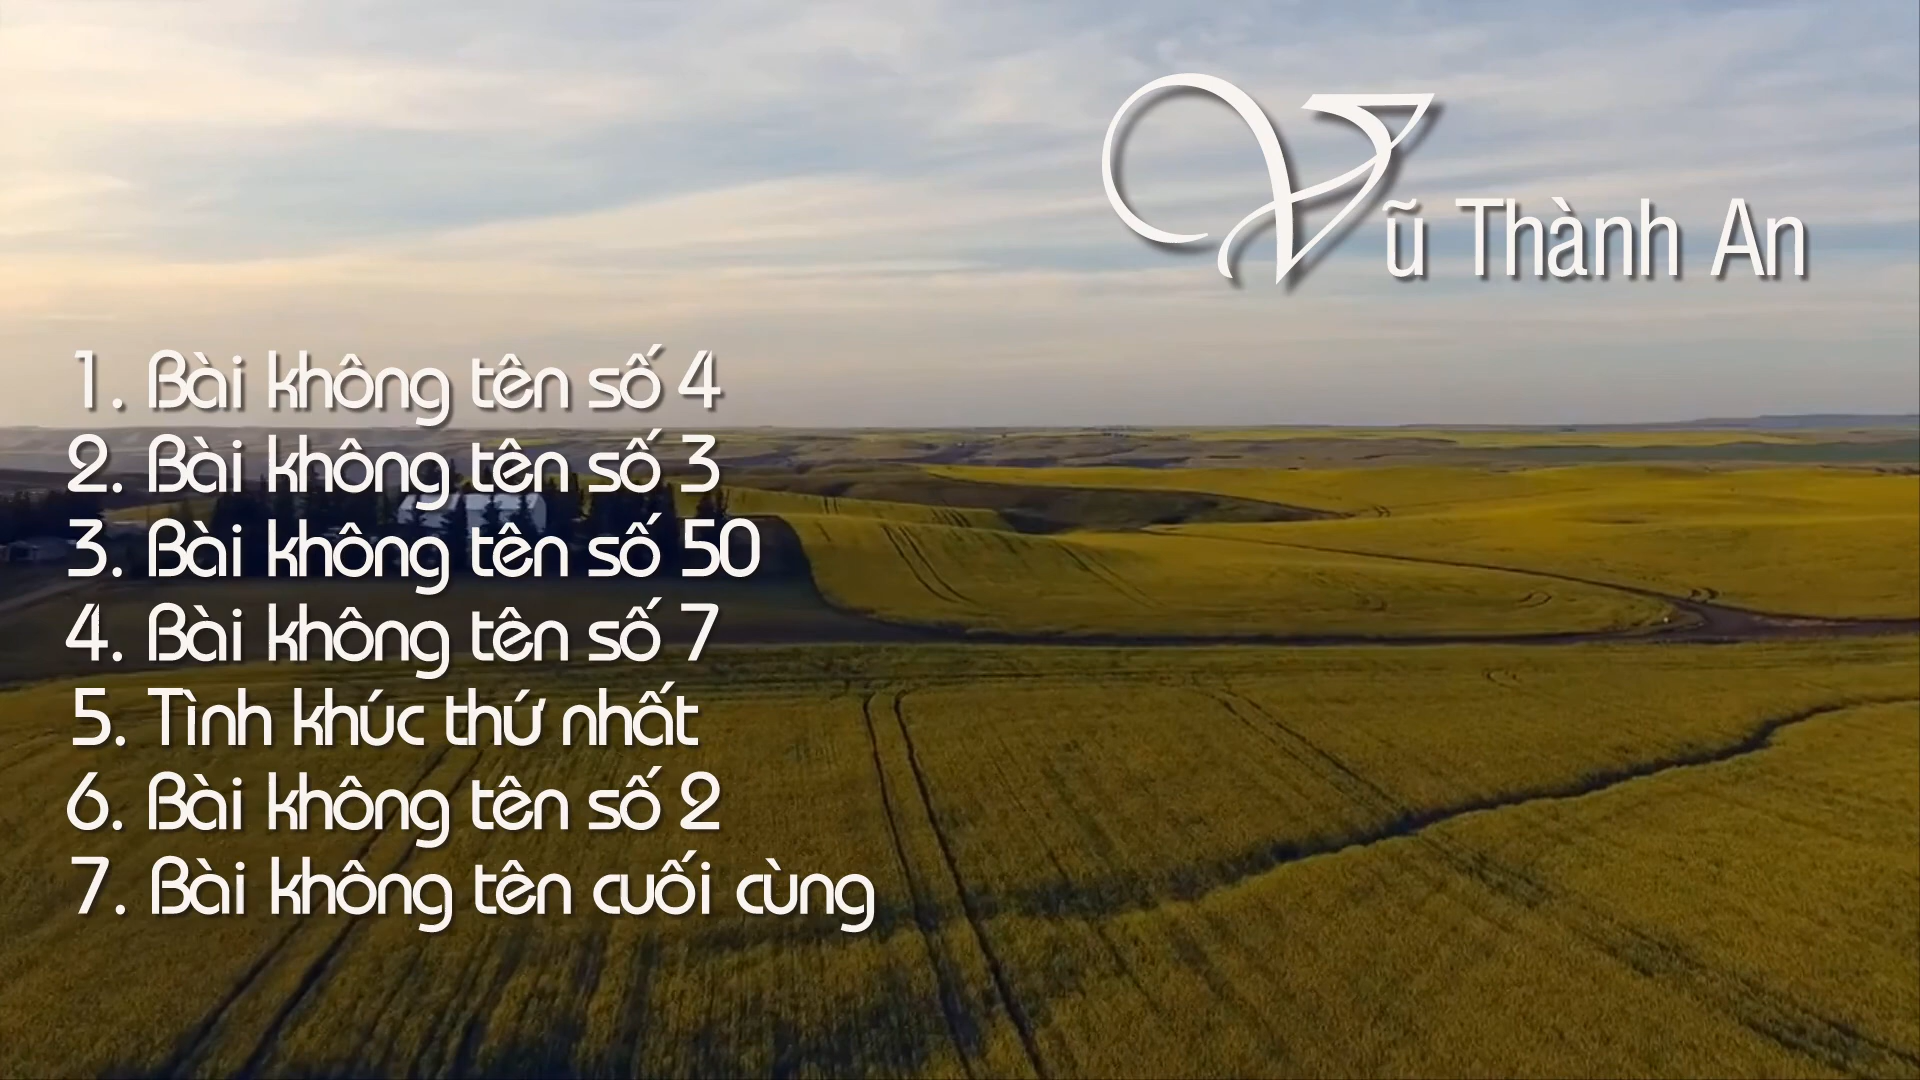 Vũ Thành An
1. Bài không tên số 4
2. Bài không tên số 3
3. Bài không tên số 50
4. Bài không tên số 7
5. Tình khúc thứ nhất
6. Bài không tên số 2
7. Bài không tên cuối cùng